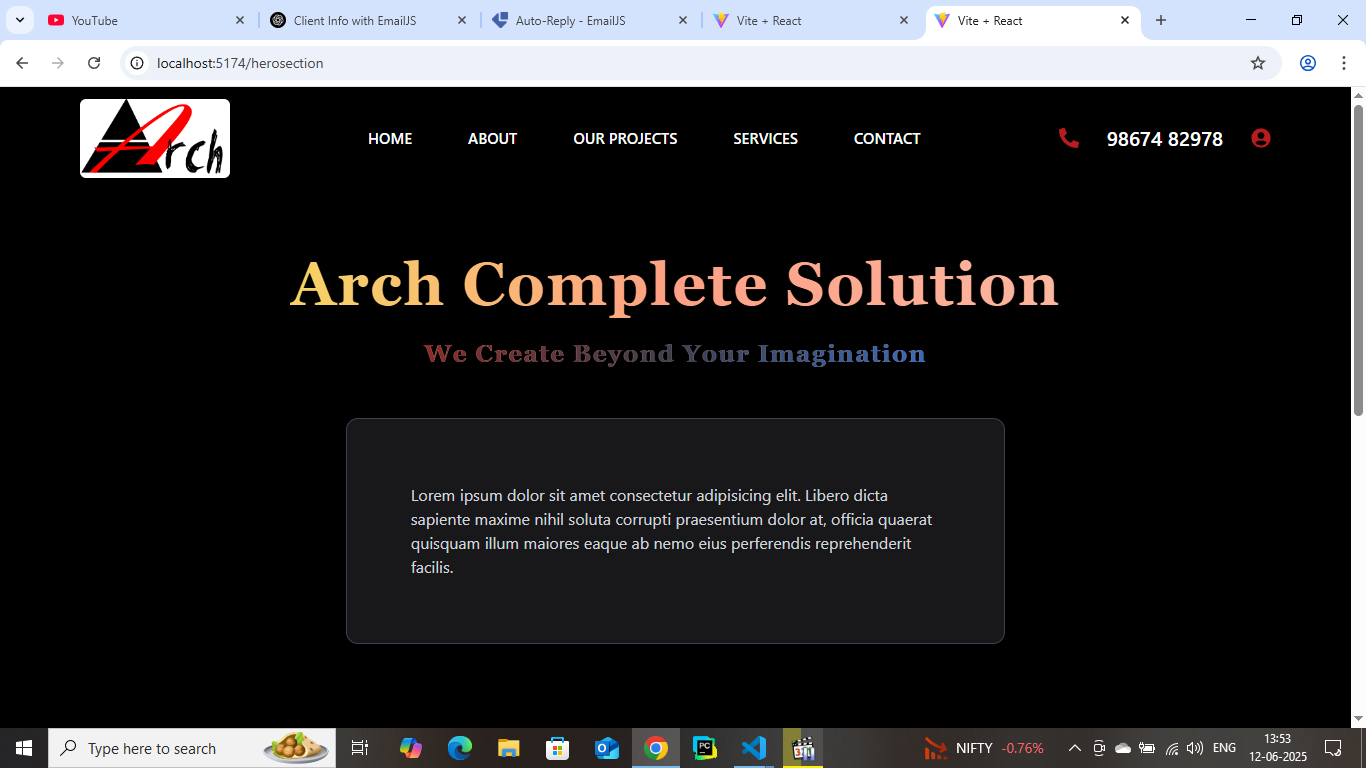 YouTube
Client Info with EmailJS
Auto-Reply - EmailJS
Vite + React
Vite + React
localhost:5174/herosection
Arch
HOME
ABOUT
OUR PROJECTS
SERVICES
CONTACT
98674 82978
Arch Complete Solution
We Create Beyond Your Imagination
Lorem ipsum dolor sit amet consectetur adipisicing elit. Libero dicta
sapiente maxime nihil soluta corrupti praesentium dolor at, officia quaerat
quisquam illum maiores eaque ab nemo eius perferendis reprehenderit
facilis.
Type here to search
PC
NIFTY -0.76%
ENG
13:53
12-06-2025